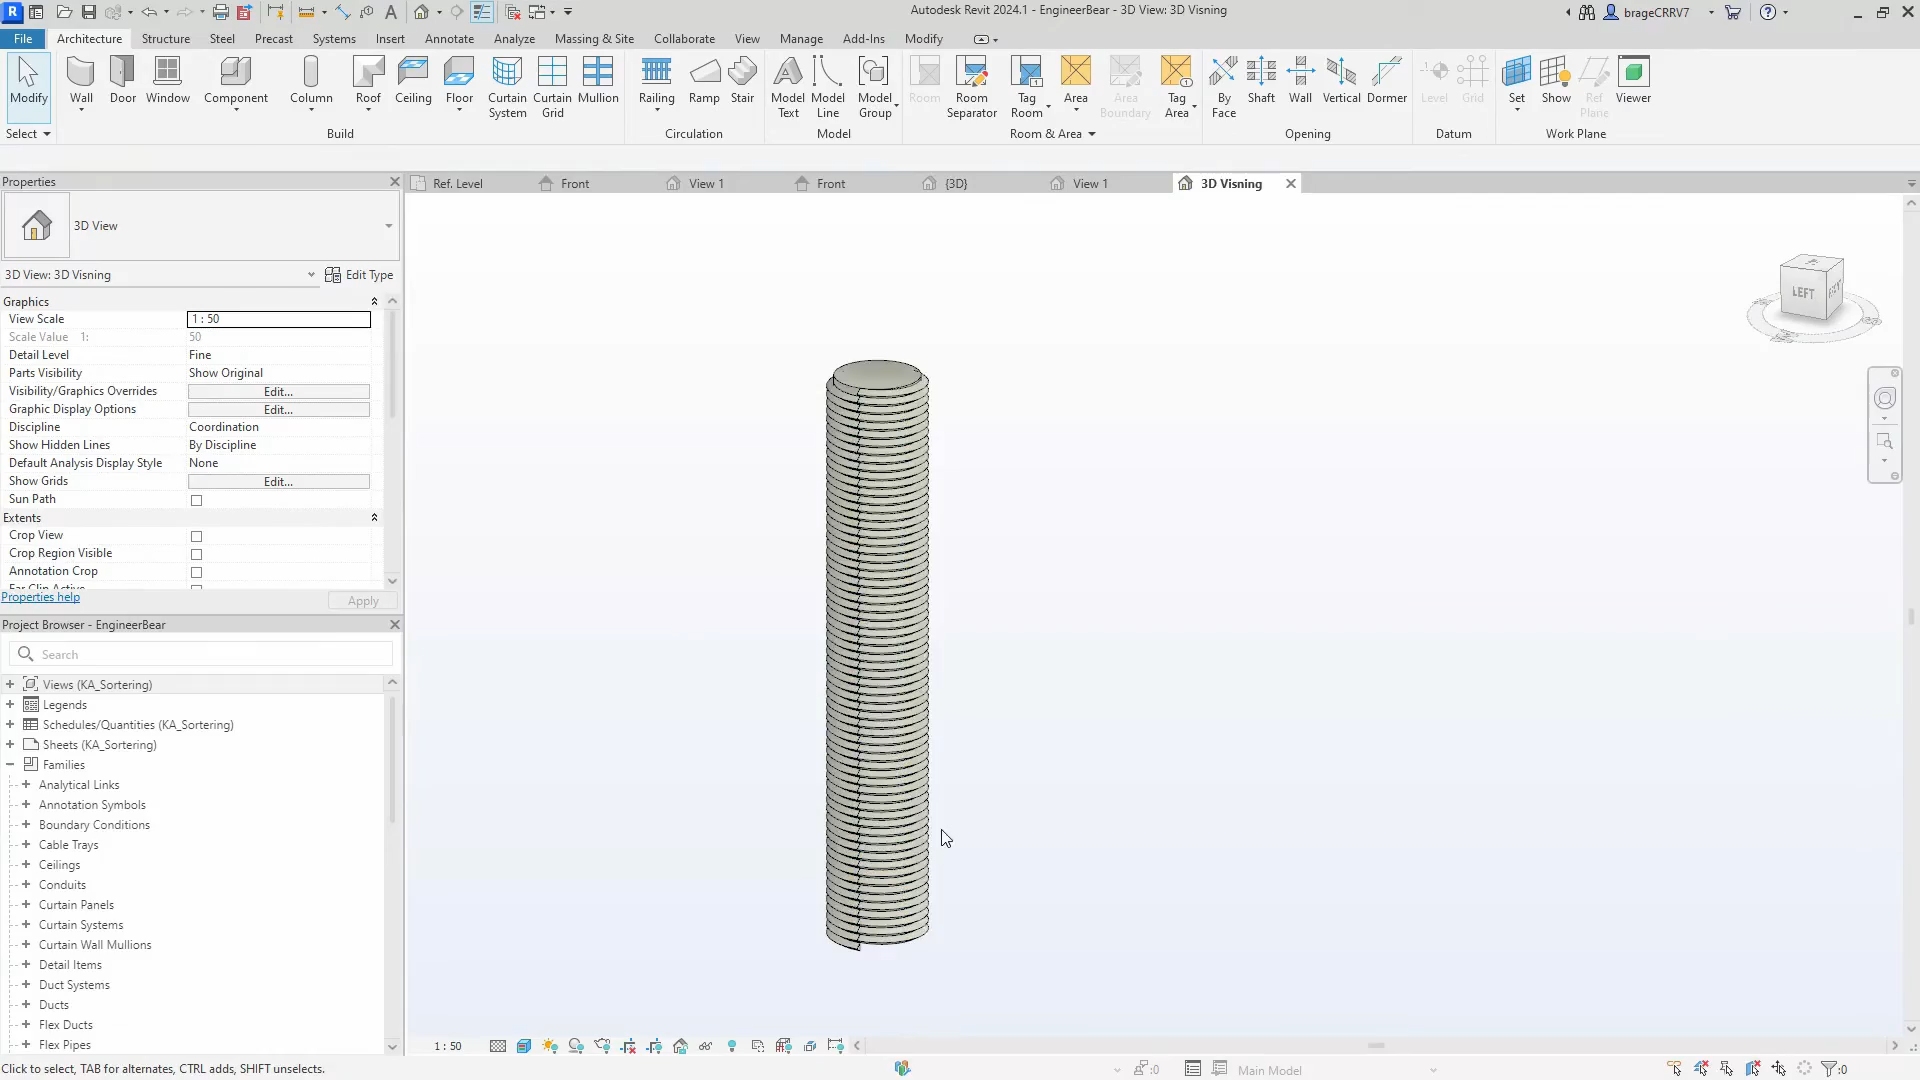 Autodesk Revit 2024.1 - EngineerBear - 3D View: 3D Visning
brageCRRV7
File Architecture Structure Steel Precast Systems Insert Annotate Analyze Massing & Site Collaborate View Manage Add-Ins Modify
Modify Wall Door Window Component Column Roof Ceiling Floor Curtain System Curtain Grid Mullion Railing Ramp Stair Model Text Model Line Model Group Room Room Separator Tag Room Area Area Boundary Tag Area By Face Shaft Wall Vertical Dormer Level Grid Set Show Ref Plane Viewer
Select Build Circulation Model Room & Area Opening Datum Work Plane
Properties
Ref. Level Front View 1 Front {3D} View 1 3D Visning
3D View
3D View: 3D Visning Edit Type
Graphics
View Scale 1 : 50
Scale Value 1: 50
Detail Level Fine
Parts Visibility Show Original
Visibility/Graphics Overrides Edit...
Graphic Display Options Edit...
Discipline Coordination
Show Hidden Lines By Discipline
Default Analysis Display Style None
Show Grids Edit...
Sun Path
Extents
Crop View
Crop Region Visible
Annotation Crop
Far Clip Active
Properties help Apply
Project Browser - EngineerBear
Search
Views (KA_Sortering)
Legends
Schedules/Quantities (KA_Sortering)
Sheets (KA_Sortering)
Families
Analytical Links
Annotation Symbols
Boundary Conditions
Cable Trays
Ceilings
Conduits
Curtain Panels
Curtain Systems
Curtain Wall Mullions
Detail Items
Duct Systems
Ducts
Flex Ducts
Flex Pipes
LEFT
1 : 50
Click to select, TAB for alternates, CTRL adds, SHIFT unselects.
:0
Main Model
:0